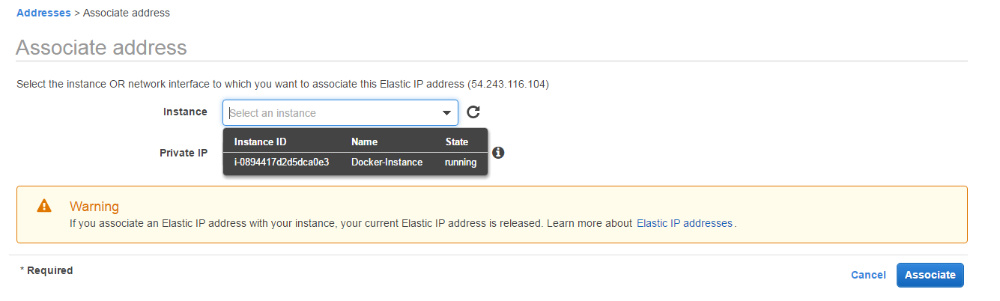 Addresses > Associate address
Associate address
Select the instance OR network interface to which you want to associate this Elastic IP address (54.243.116.104)
Instance
Select an instance
Instance ID Name State
Private IP
i-0894417d2d5dca0e3 Docker-Instance running
Warning
If you associate an Elastic IP address with your instance, your current Elastic IP address is released. Learn more about Elastic IP addresses.
* Required
Cancel Associate